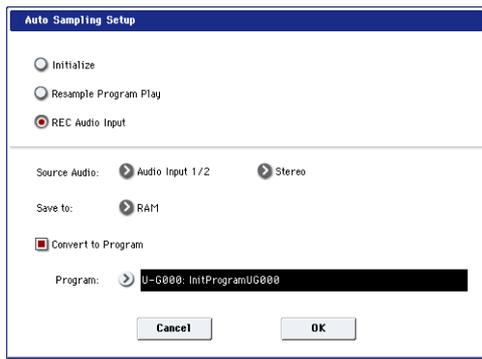 Auto Sampling Setup
Initialize
Resample Program Play
REC Audio Input
Source Audio: Audio Input 1/2 Stereo
Save to: RAM
Convert to Program
Program: U-G000: InitProgramUG000
Cancel OK